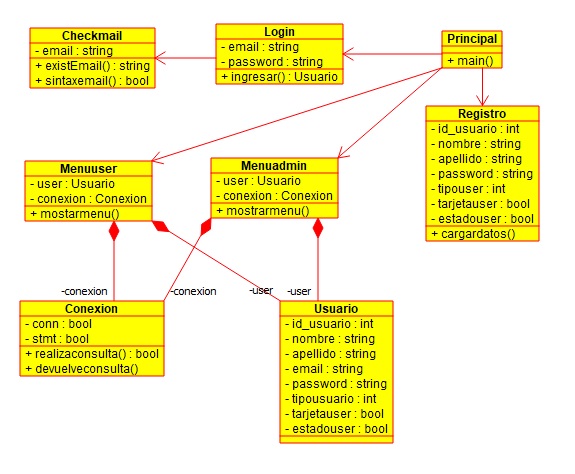 Checkmail
- email : string
+ existEmail() : string
+ sintaxemail() : bool
Login
- email : string
- password : string
+ ingresar() : Usuario
Principal
+ main()
Registro
- id_usuario : int
- nombre : string
- apellido : string
- password : string
- tipouser : int
- tarjetauser : bool
- estadouser : bool
+ cargardatos()
Menuuser
- user : Usuario
- conexion : Conexion
+ mostarmenu()
Menuadmin
- user : Usuario
- conexion : Conexion
+ mostrarmenu()
-conexion
-conexion
-user
-user
Conexion
- conn : bool
- stmt : bool
+ realizaconsulta() : bool
+ devuelveconsulta()
Usuario
- id_usuario : int
- nombre : string
- apellido : string
- email : string
- password : string
- tipousuario : int
- tarjetauser : bool
- estadouser : bool